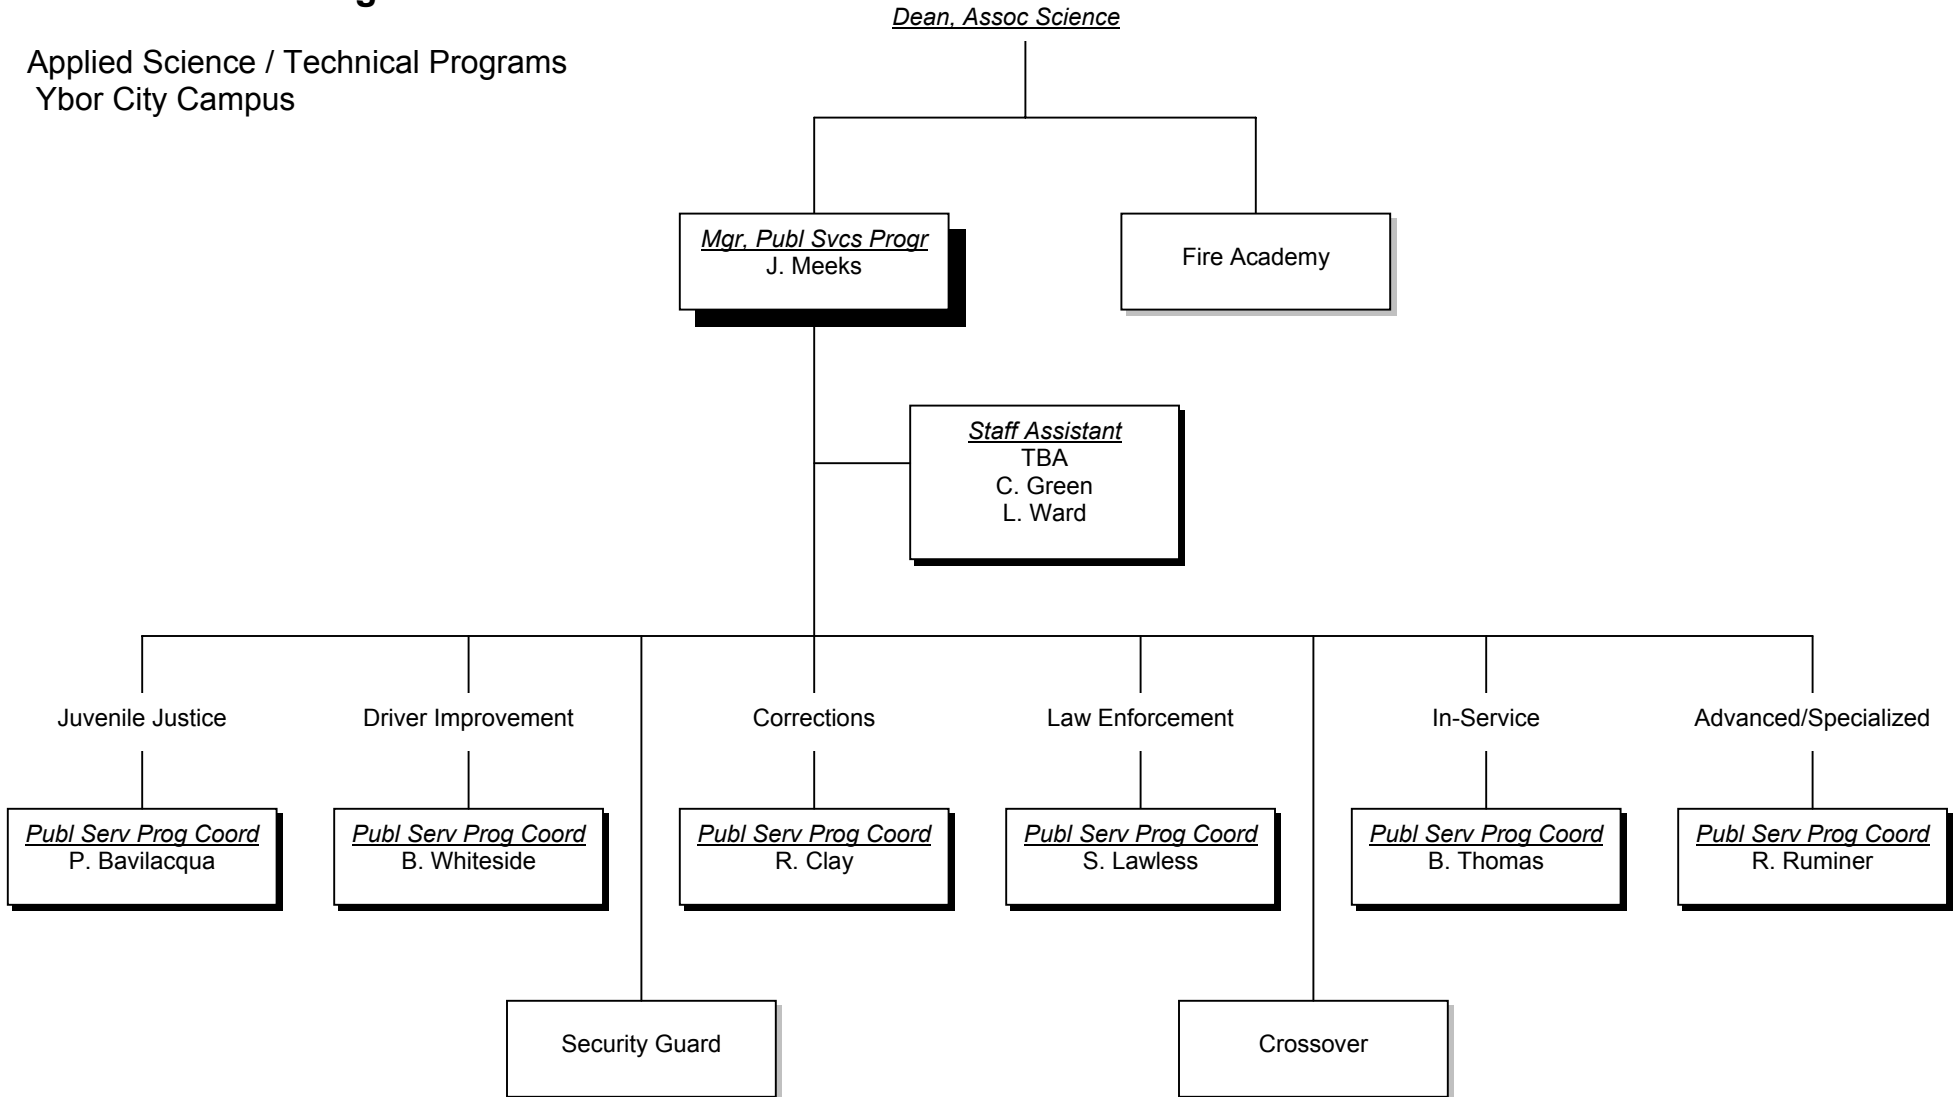 Dean, Assoc Science
Applied Science / Technical Programs
Ybor City Campus
Mgr, Publ Svcs Progr
J. Meeks
Fire Academy
Staff Assistant
TBA
C. Green
L. Ward
Juvenile Justice
Driver Improvement
Corrections
Law Enforcement
In-Service
Advanced/Specialized
Publ Serv Prog Coord
P. Bavilacqua
Publ Serv Prog Coord
B. Whiteside
Publ Serv Prog Coord
R. Clay
Publ Serv Prog Coord
S. Lawless
Publ Serv Prog Coord
B. Thomas
Publ Serv Prog Coord
R. Ruminer
Security Guard
Crossover